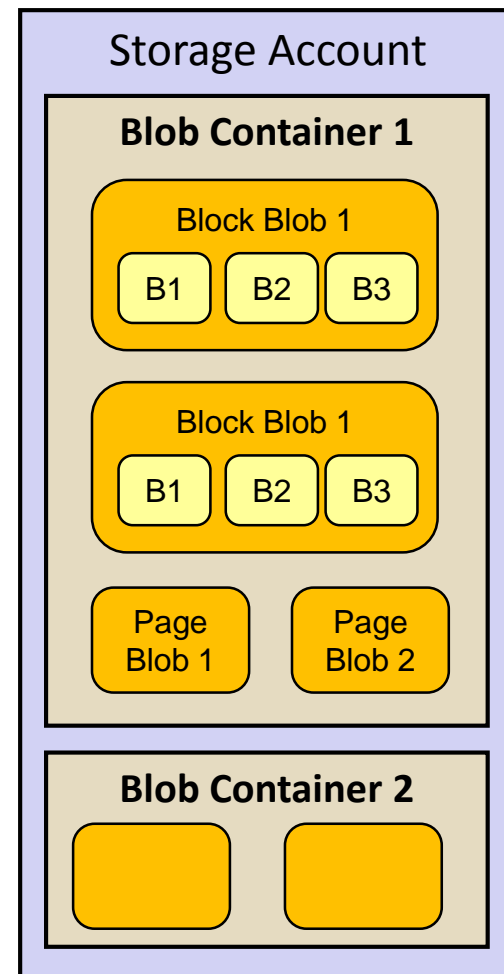 Storage Account
Blob Container 1
Block Blob 1
B1 B2 B3
Block Blob 1
B1 B2 B3
Page
Blob 1
Page
Blob 2
Blob Container 2